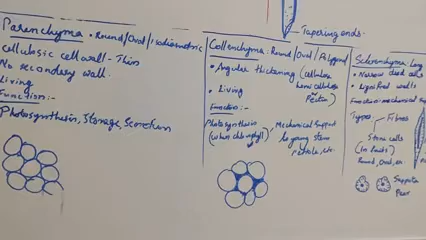 Tapering ends.
Parenchyma • Round/Oval/Isodiametric
cellulosic cell wall - Thin
No secondary wall.
Living
Function:-
Photosynthesis, Storage, Secretion
Collenchyma: Round/Oval/Polygonal
• Angular thickening (cellulose
hemicellulose
Pectin)
• Living
Function:-
Photosynthesis
(when chlorophyll)
Mechanical Support
to young stem
Petiole, etc.
Sclerenchyma Long
• Narrow dead cells
• Lignified walls
Function:- mechanical sup
Types: Fibres
Stone cells
(in fruits)
Round, Oval,
Sapota
Pear